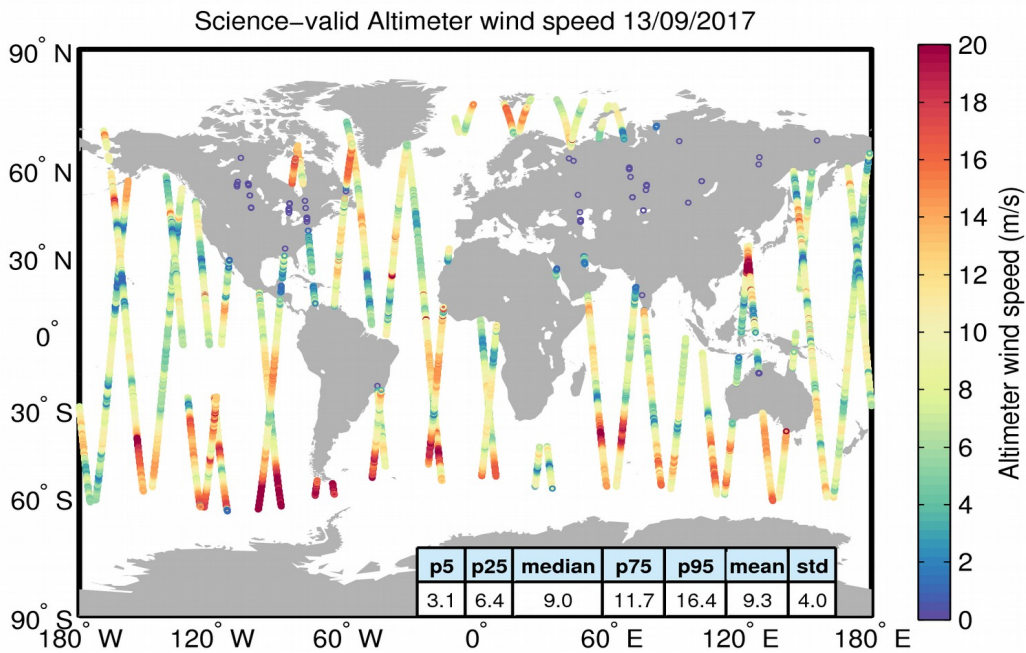 Science−valid Altimeter wind speed 13/09/2017
90° N
60° N
30° N
0°
30° S
60° S
90° S
180° W
120° W
60° W
0°
60° E
120° E
180° E
p5 p25 median p75 p95 mean std
3.1 6.4 9.0 11.7 16.4 9.3 4.0
20
18
16
14
12
10
8
6
4
2
0
Altimeter wind speed (m/s)